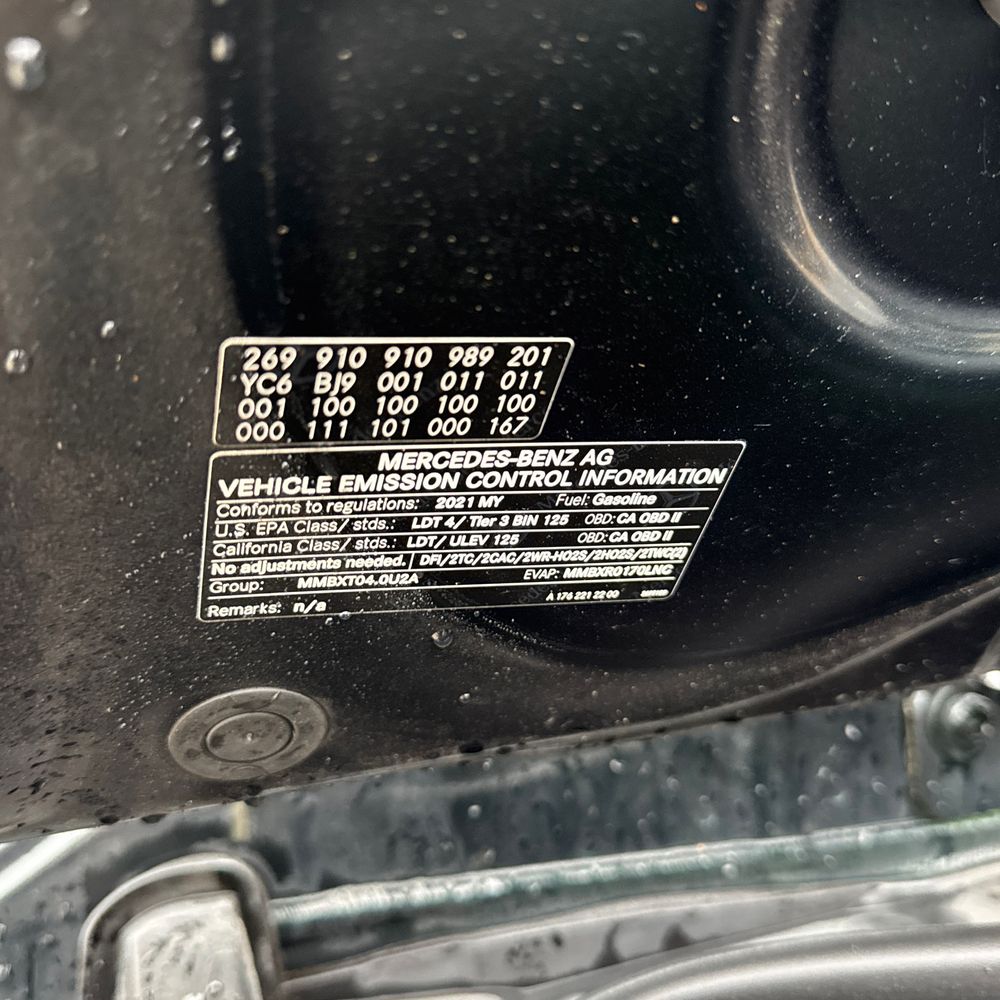 269 910 910 989 201
YC6 BJ9 001 011 011
001 100 100 100 100
000 111 101 000 167
MERCEDES-BENZ AG
VEHICLE EMISSION CONTROL INFORMATION
Conforms to regulations: 2021 MY Fuel: Gasoline
U.S. EPA Class/ stds.: LDT 4/ Tier 3 BIN 125 OBD: CA OBD II
California Class/ stds.: LDT/ ULEV 125 OBD: CA OBD II
No adjustments needed. DFI/2TC/2CAC/2WR-HO2S/2HO2S/2TWC(2)
Group: MMBXT04.0U2A EVAP: MMBXR0170LNC
Remarks: n/a A 176 221 22 00